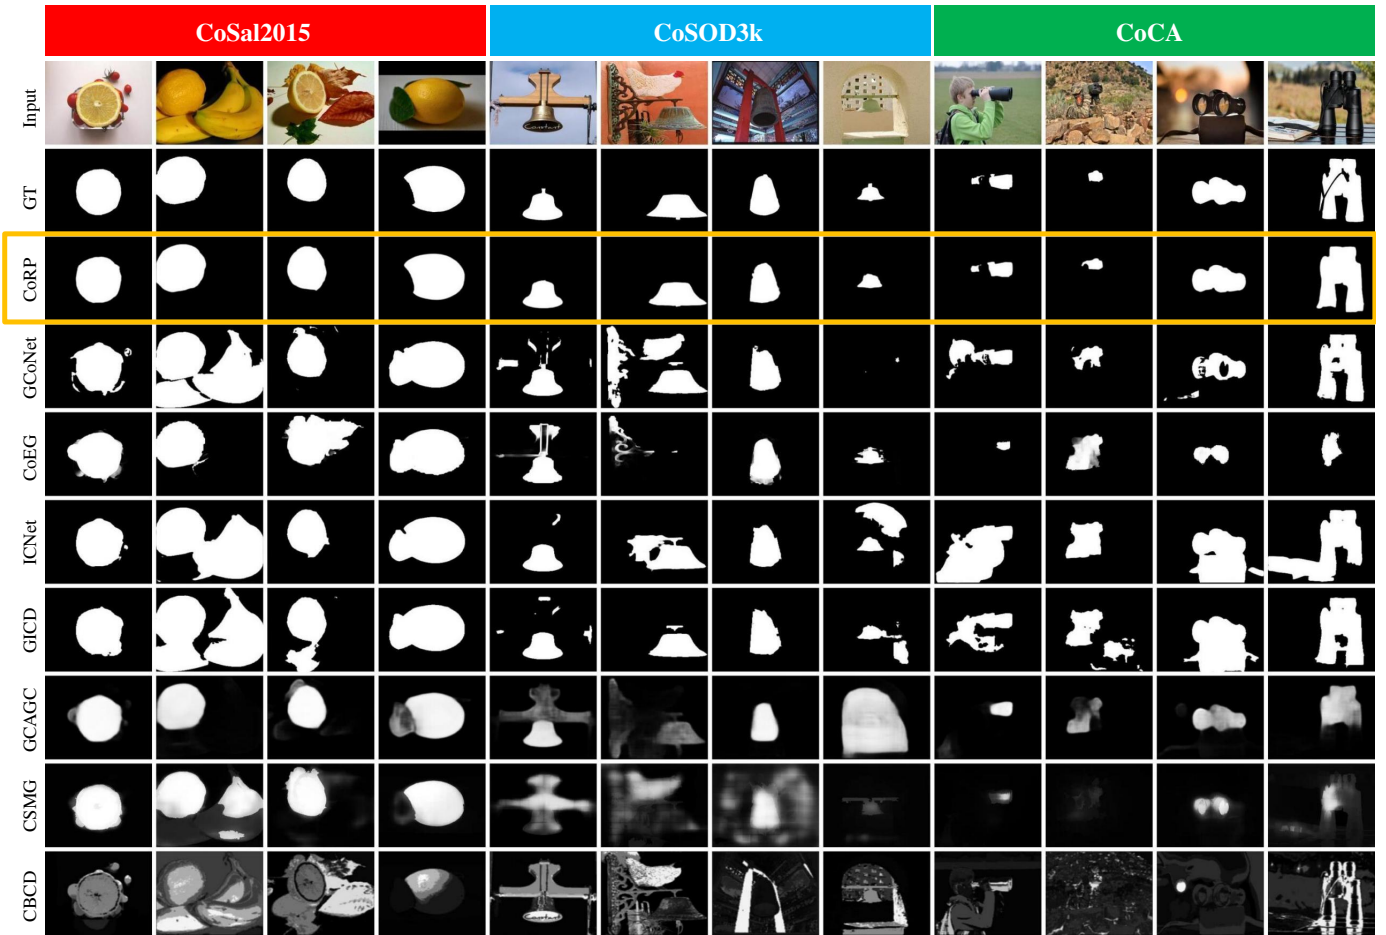 CoSal2015
CoSOD3k
CoCA
Input
GT
CoRP
GCoNet
CoEG
ICNet
GICD
GCAGC
CSMG
CBCD